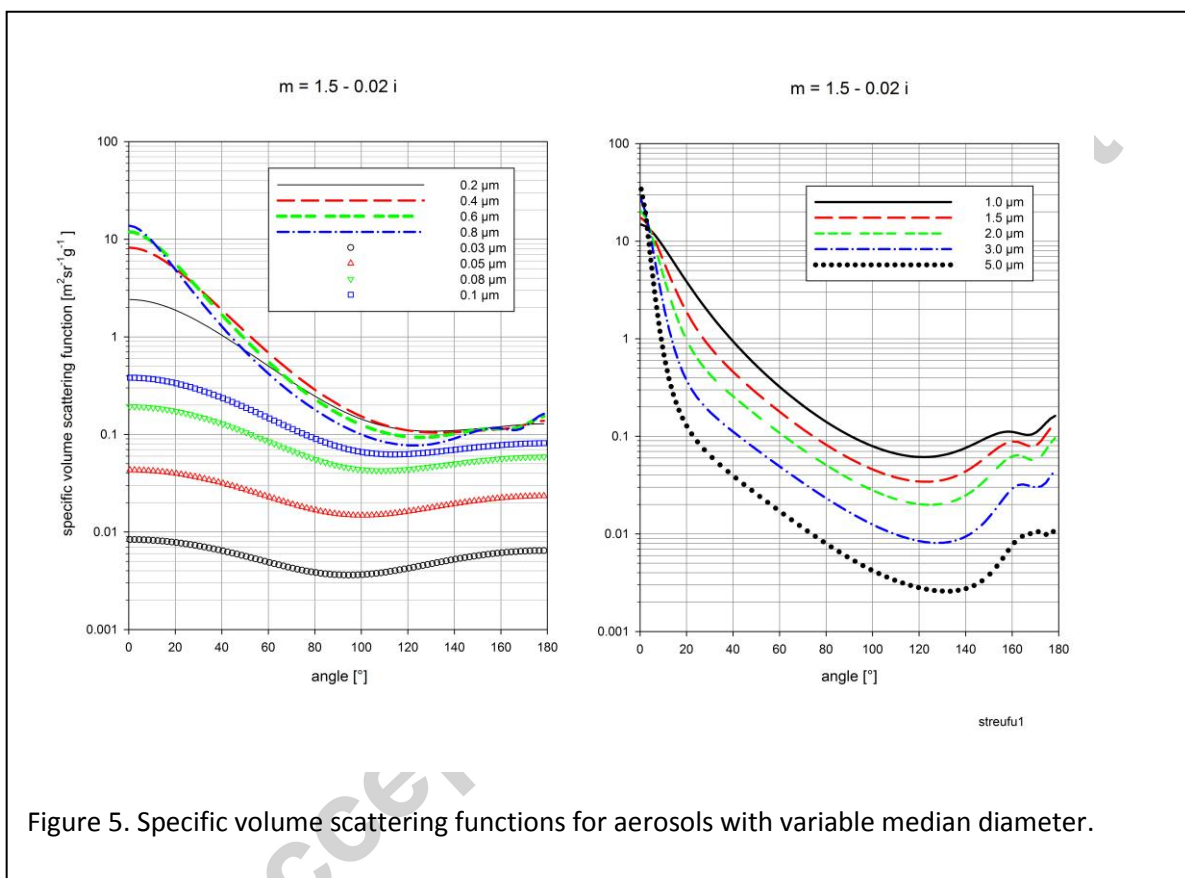 m = 1.5 - 0.02 i
specific volume scattering function [m²sr⁻¹g⁻¹]
100
10
1
0.1
0.01
0.001
0.2 µm
0.4 µm
0.6 µm
0.8 µm
0.03 µm
0.05 µm
0.08 µm
0.1 µm
0 20 40 60 80 100 120 140 160 180
angle [°]
m = 1.5 - 0.02 i
100
10
1
0.1
0.01
0.001
1.0 µm
1.5 µm
2.0 µm
3.0 µm
5.0 µm
0 20 40 60 80 100 120 140 160 180
angle [°]
streufu1
Figure 5. Specific volume scattering functions for aerosols with variable median diameter.